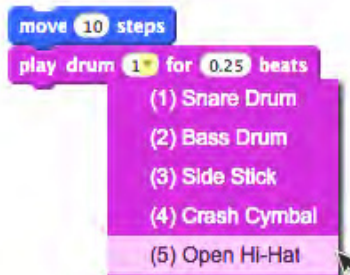 move 10 steps
play drum 1 for 0.25 beats
(1) Snare Drum
(2) Bass Drum
(3) Side Stick
(4) Crash Cymbal
(5) Open Hi-Hat